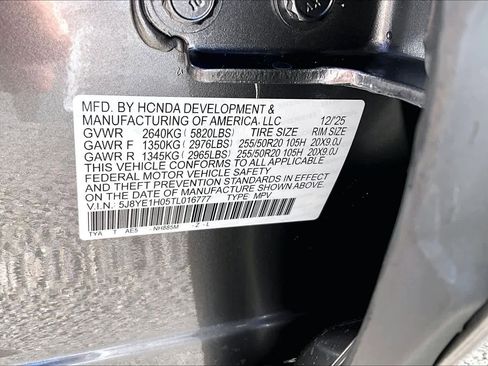 MFD. BY HONDA DEVELOPMENT &
MANUFACTURING OF AMERICA, LLC 12/25
GVWR 2640KG (5820LBS) TIRE SIZE RIM SIZE
GAWR F 1350KG (2976LBS) 255/50R20 105H 20X9.0J
GAWR R 1345KG (2965LBS) 255/50R20 105H 20X9.0J
THIS VEHICLE CONFORMS TO ALL APPLICABLE
FEDERAL MOTOR VEHICLE SAFETY AND
THEFT PREVENTION STANDARDS IN EFFECT
ON THE DATE OF MANUFACTURE SHOWN ABOVE.
V.I.N.: 5J8YE1H05TL016777 TYPE MPV
TYA T AE5 NH885M -Z -L